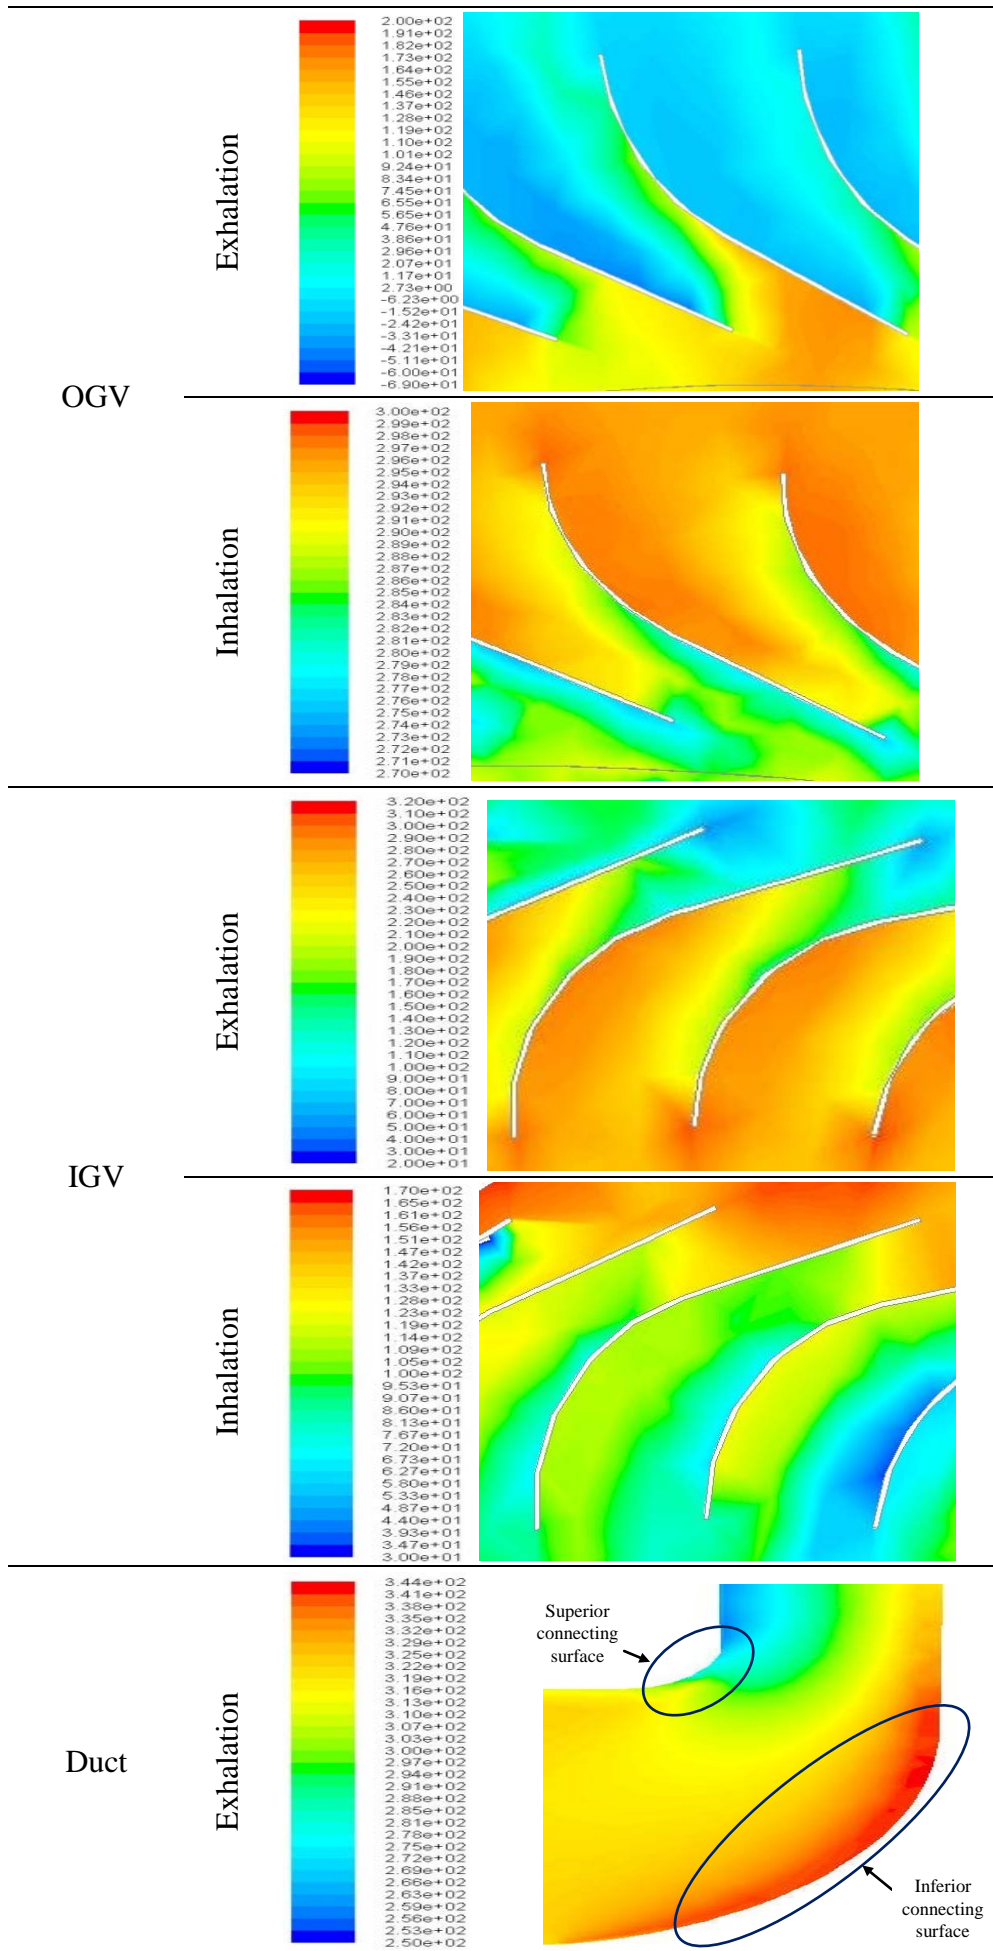 OGV
Exhalation
2.00e+02
1.91e+02
1.82e+02
1.73e+02
1.64e+02
1.55e+02
1.46e+02
1.37e+02
1.28e+02
1.19e+02
1.10e+02
1.01e+02
9.24e+01
8.34e+01
7.45e+01
6.55e+01
5.65e+01
4.76e+01
3.86e+01
2.96e+01
2.07e+01
1.17e+01
2.73e+00
-6.23e+00
-1.52e+01
-2.42e+01
-3.31e+01
-4.21e+01
-5.11e+01
-6.00e+01
-6.90e+01
Inhalation
3.00e+02
2.99e+02
2.98e+02
2.97e+02
2.96e+02
2.95e+02
2.94e+02
2.93e+02
2.92e+02
2.91e+02
2.90e+02
2.89e+02
2.88e+02
2.87e+02
2.86e+02
2.85e+02
2.84e+02
2.83e+02
2.82e+02
2.81e+02
2.80e+02
2.79e+02
2.78e+02
2.77e+02
2.76e+02
2.75e+02
2.74e+02
2.73e+02
2.72e+02
2.71e+02
2.70e+02
IGV
Exhalation
3.20e+02
3.10e+02
3.00e+02
2.90e+02
2.80e+02
2.70e+02
2.60e+02
2.50e+02
2.40e+02
2.30e+02
2.20e+02
2.10e+02
2.00e+02
1.90e+02
1.80e+02
1.70e+02
1.60e+02
1.50e+02
1.40e+02
1.30e+02
1.20e+02
1.10e+02
1.00e+02
9.00e+01
8.00e+01
7.00e+01
6.00e+01
5.00e+01
4.00e+01
3.00e+01
2.00e+01
Inhalation
1.70e+02
1.65e+02
1.61e+02
1.56e+02
1.51e+02
1.47e+02
1.42e+02
1.37e+02
1.33e+02
1.28e+02
1.23e+02
1.19e+02
1.14e+02
1.09e+02
1.05e+02
1.00e+02
9.53e+01
9.07e+01
8.60e+01
8.13e+01
7.67e+01
7.20e+01
6.73e+01
6.27e+01
5.80e+01
5.33e+01
4.87e+01
4.40e+01
3.93e+01
3.47e+01
3.00e+01
Duct
Exhalation
3.44e+02
3.41e+02
3.38e+02
3.35e+02
3.32e+02
3.29e+02
3.25e+02
3.22e+02
3.19e+02
3.16e+02
3.13e+02
3.10e+02
3.07e+02
3.03e+02
3.00e+02
2.97e+02
2.94e+02
2.91e+02
2.88e+02
2.85e+02
2.81e+02
2.78e+02
2.75e+02
2.72e+02
2.69e+02
2.66e+02
2.63e+02
2.59e+02
2.56e+02
2.53e+02
2.50e+02
Superior
connecting
surface
Inferior
connecting
surface